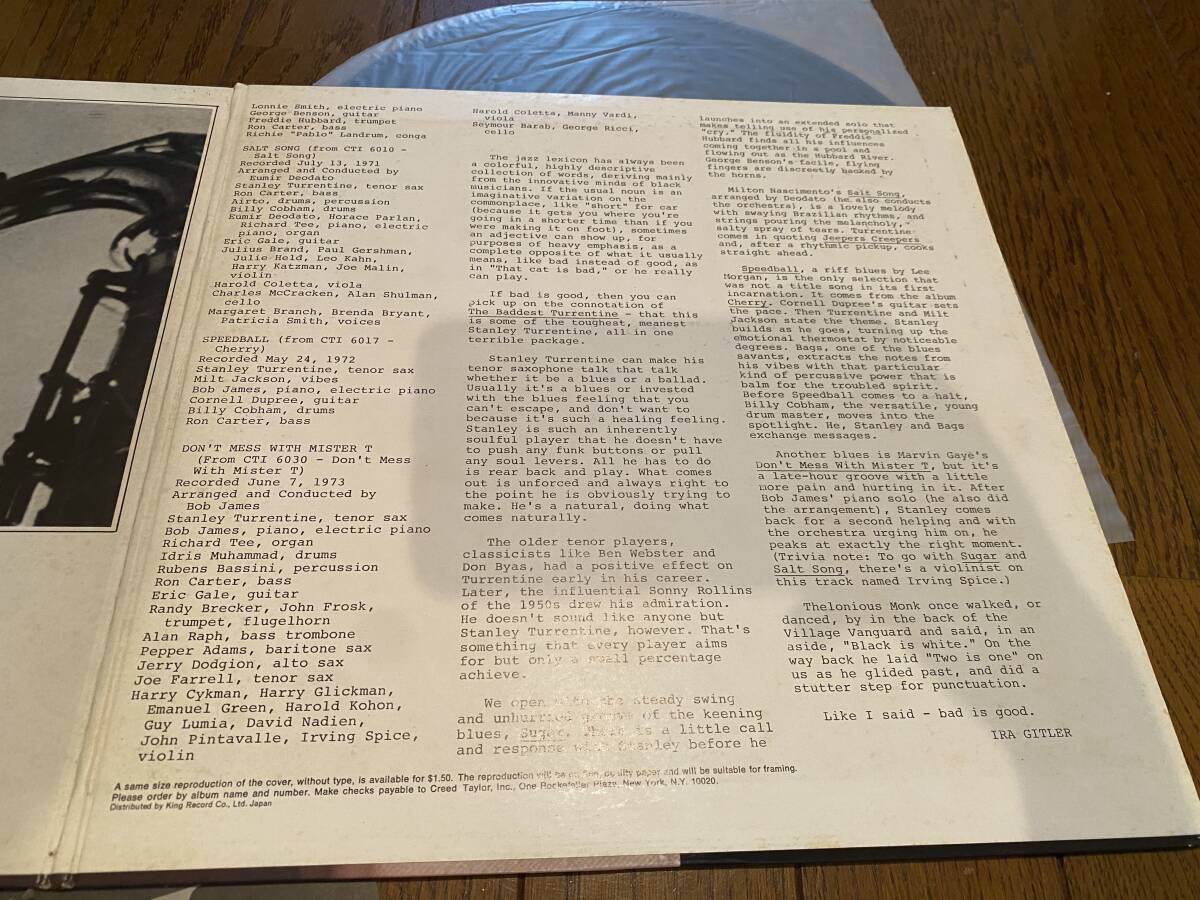 Lonnie Smith, electric piano
George Benson, guitar
Freddie Hubbard, trumpet
Ron Carter, bass
Richie "Pablo" Landrum, conga
SALT SONG (from CTI 6010 -
Salt Song)
Recorded July 13, 1971
Arranged and Conducted by
Eumir Deodato
Stanley Turrentine, tenor sax
Ron Carter, bass
Airto, drums, percussion
Billy Cobham, drums
Eumir Deodato, Horace Parlan,
Richard Tee, piano, electric
piano, organ
Eric Gale, guitar
Julius Brand, Paul Gershman,
Julie Held, Leo Kahn,
Harry Katzman, Joe Malin,
violin
Harold Coletta, viola
Charles McCracken, Alan Shulman,
cello
Margaret Branch, Brenda Bryant,
Patricia Smith, voices
SPEEDBALL (from CTI 6017 -
Cherry)
Recorded May 24, 1972
Stanley Turrentine, tenor sax
Milt Jackson, vibes
Bob James, piano, electric piano
Cornell Dupree, guitar
Billy Cobham, drums
Ron Carter, bass
DON'T MESS WITH MISTER T
(From CTI 6030 - Don't Mess
With Mister T)
Recorded June 7, 1973
Arranged and Conducted by
Bob James
Stanley Turrentine, tenor sax
Bob James, piano, electric piano
Richard Tee, organ
Idris Muhammad, drums
Rubens Bassini, percussion
Ron Carter, bass
Eric Gale, guitar
Randy Brecker, John Frosk,
trumpet, flugelhorn
Alan Raph, bass trombone
Pepper Adams, baritone sax
Jerry Dodgion, alto sax
Joe Farrell, tenor sax
Harry Cykman, Harry Glickman,
Emanuel Green, Harold Kohon,
Guy Lumia, David Nadien,
John Pintavalle, Irving Spice,
violin
Harold Coletta, Manny Vardi,
viola
Seymour Barab, George Ricci,
cello
The jazz lexicon has always been
a colorful, highly descriptive
collection of words, deriving mainly
from the innovative minds of black
musicians. If the usual noun is an
imaginative variation on the
commonplace, like "short" for car
(because it gets you where you're
going in a shorter time than if you
were making it on foot), sometimes
an adjective can show up, for
purposes of heavy emphasis, as a
complete opposite of what it usually
means, like bad instead of good, as
in "That cat is bad," or he really
can play.
If bad is good, then you can
pick up on the connotation of
The Baddest Turrentine - that this
is some of the toughest, meanest
Stanley Turrentine, all in one
terrible package.
Stanley Turrentine can make his
tenor saxophone talk that talk
whether it be a blues or a ballad.
Usually it's a blues or invested
with the blues feeling that you
can't escape, and don't want to
because it's such a healing feeling.
Stanley is such an inherently
soulful player that he doesn't have
to push any funk buttons or pull
any soul levers. All he has to do
is rear back and play. What comes
out is unforced and always right to
the point he is obviously trying to
make. He's a natural, doing what
comes naturally.
The older tenor players,
classicists like Ben Webster and
Don Byas, had a positive effect on
Turrentine early in his career.
Later, the influential Sonny Rollins
of the 1950s drew his admiration.
He doesn't sound like anyone but
Stanley Turrentine, however. That's
something that every player aims
for but only a small percentage
achieve.
We open with the steady swing
and unhurried groove of the keening
blues, Sugar. There is a little call
and response with Stanley before he
launches into an extended solo that
makes telling use of his personalized
"cry." The fluidity of Freddie
Hubbard finds all his influences
coming together in a pool and
flowing out as the Hubbard River.
George Benson's facile, flying
fingers are discreetly backed by
the horns.
Milton Nascimento's Salt Song,
arranged by Deodato (he also conducts
the orchestra), is a lovely melody
with swaying Brazilian rhythms, and
strings pouring the melancholy,
salty spray of tears. Turrentine
comes in quoting Jeepers Creepers
and, after a rhythmic pickup, cooks
straight ahead.
Speedball, a riff blues by Lee
Morgan, is the only selection that
was not a title song in its first
incarnation. It comes from the album
Cherry. Cornell Dupree's guitar sets
the pace. Then Turrentine and Milt
Jackson state the theme. Stanley
builds as he goes, turning up the
emotional thermostat by noticeable
degrees. Bags, one of the blues
savants, extracts the notes from
his vibes with that particular
kind of percussive power that is
balm for the troubled spirit.
Before Speedball comes to a halt,
Billy Cobham, the versatile, young
drum master, moves into the
spotlight. He, Stanley and Bags
exchange messages.
Another blues is Marvin Gaye's
Don't Mess With Mister T, but it's
a late-hour groove with a little
more pain and hurting in it. After
Bob James' piano solo (he also did
the arrangement), Stanley comes
back for a second helping and with
the orchestra urging him on, he
peaks at exactly the right moment.
(Trivia note: To go with Sugar and
Salt Song, there's a violinist on
this track named Irving Spice.)
Thelonious Monk once walked, or
danced, by in the back of the
Village Vanguard and said, in an
aside, "Black is white." On the
way back he laid "Two is one" on
us as he glided past, and did a
stutter step for punctuation.
Like I said - bad is good.
IRA GITLER
A same size reproduction of the cover, without type, is available for $1.50. The reproduction will be on fine, quality paper and will be suitable for framing.
Please order by album name and number. Make checks payable to Creed Taylor, Inc., One Rockefeller Plaza, New York, N.Y. 10020.
Distributed by King Record Co., Ltd. Japan